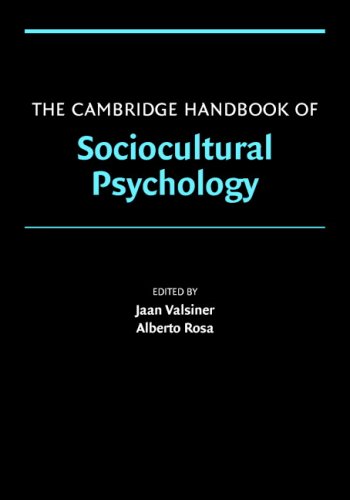 THE CAMBRIDGE HANDBOOK OF
Sociocultural
Psychology
EDITED BY
Jaan Valsiner
Alberto Rosa